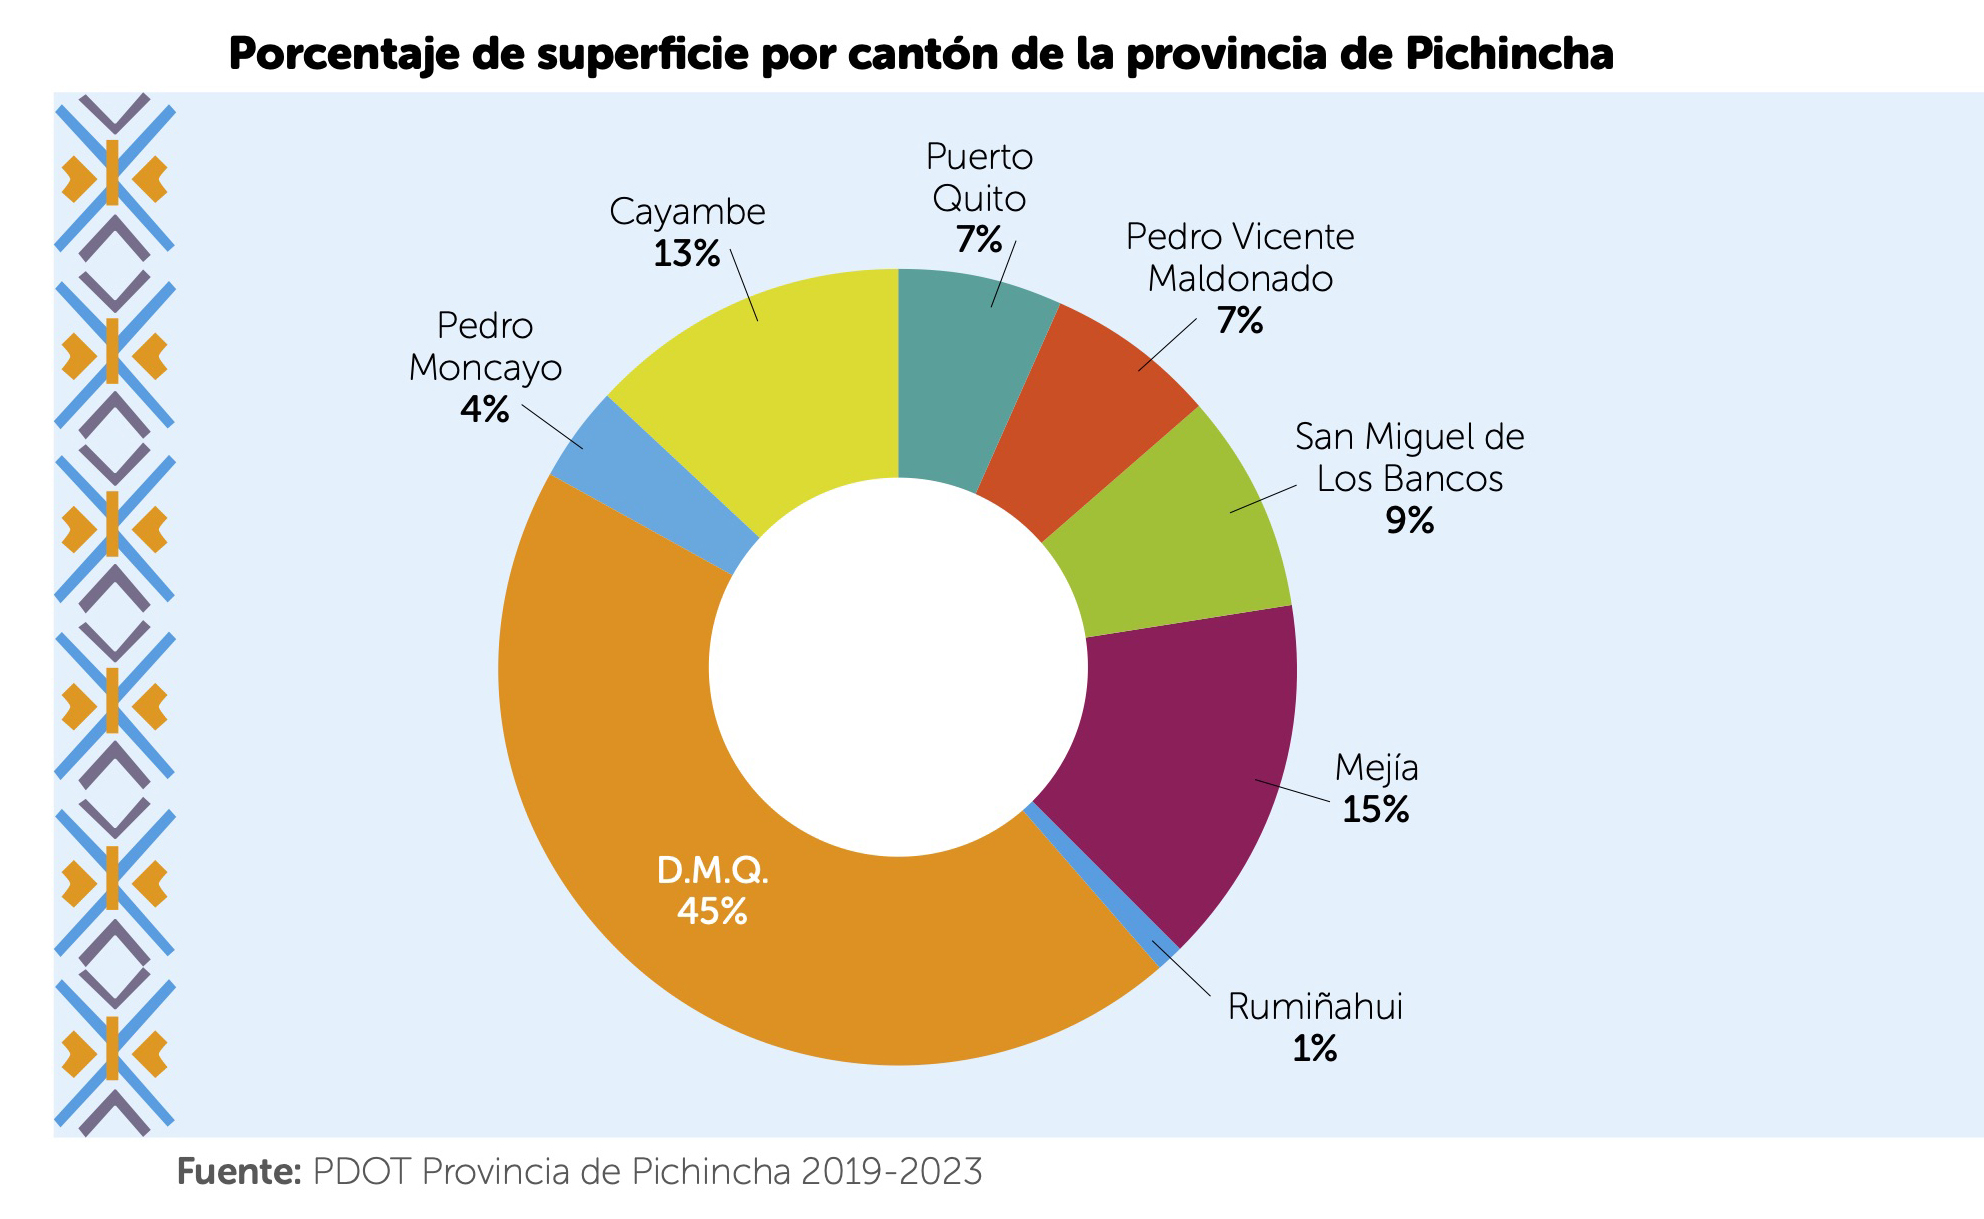 Porcentaje de superficie por cantón de la provincia de Pichincha
Puerto
Quito
7%
Cayambe
13%
Pedro Vicente
Maldonado
7%
Pedro
Moncayo
4%
San Miguel de
Los Bancos
9%
Mejía
15%
D.M.Q.
45%
Rumiñahui
1%
Fuente: PDOT Provincia de Pichincha 2019-2023